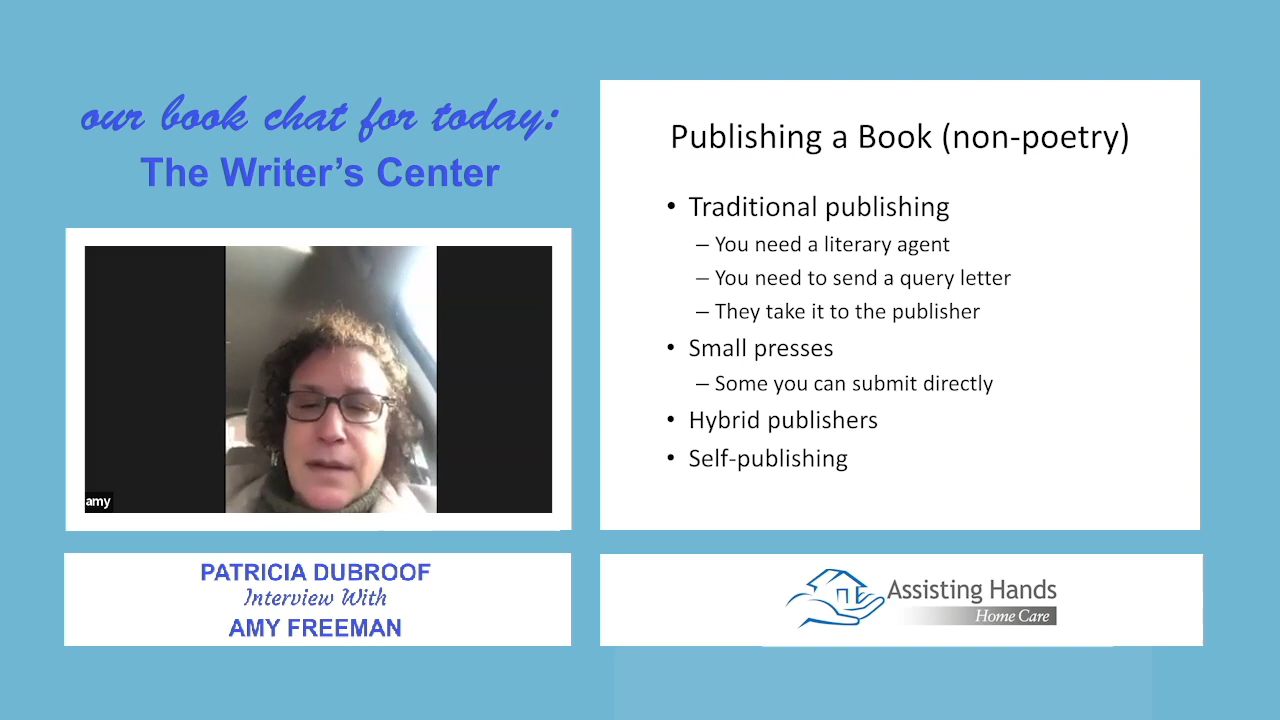 our book chat for today:
The Writer's Center
amy
PATRICIA DUBROOF
Interview With
AMY FREEMAN
Publishing a Book (non-poetry)
• Traditional publishing
– You need a literary agent
– You need to send a query letter
– They take it to the publisher
• Small presses
– Some you can submit directly
• Hybrid publishers
• Self-publishing
Assisting Hands
Home Care